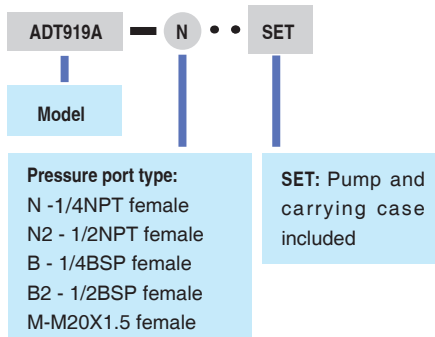 ADT919A — N • • SET
Model
Pressure port type:
N -1/4NPT female
N2 - 1/2NPT female
B - 1/4BSP female
B2 - 1/2BSP female
M-M20X1.5 female
SET: Pump and
carrying case
included